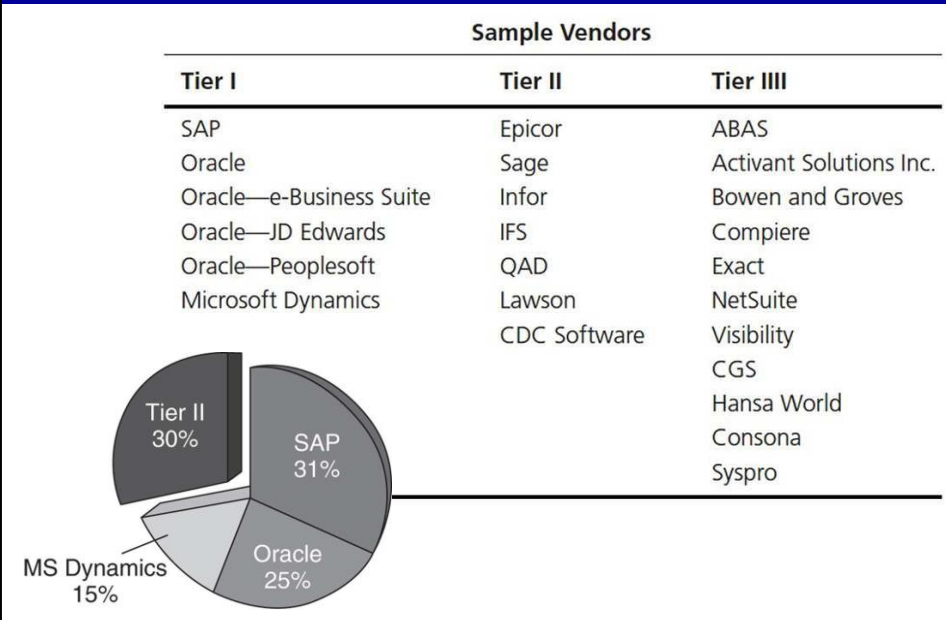 Sample Vendors
Tier I Tier II Tier IIII
SAP Epicor ABAS
Oracle Sage Activant Solutions Inc.
Oracle—e-Business Suite Infor Bowen and Groves
Oracle—JD Edwards IFS Compiere
Oracle—Peoplesoft QAD Exact
Microsoft Dynamics Lawson NetSuite
CDC Software Visibility
CGS
Hansa World
Consona
Syspro
Tier II
30%
SAP
31%
Oracle
25%
MS Dynamics
15%